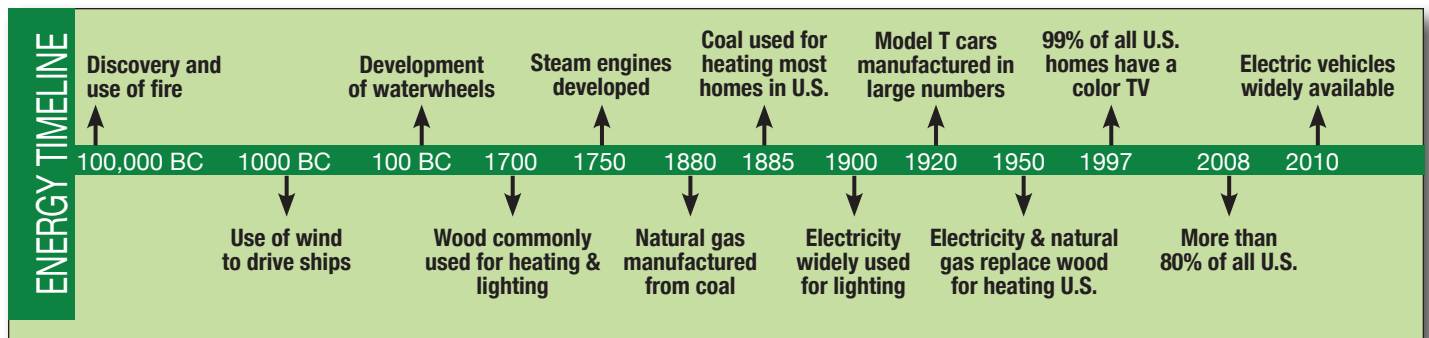 ENERGY TIMELINE
Discovery and
use of fire
Development
of waterwheels
Steam engines
developed
Coal used for
heating most
homes in U.S.
Model T cars
manufactured in
large numbers
99% of all U.S.
homes have a
color TV
Electric vehicles
widely available
100,000 BC 1000 BC 100 BC 1700 1750 1880 1885 1900 1920 1950 1997 2008 2010
Use of wind
to drive ships
Wood commonly
used for heating &
lighting
Natural gas
manufactured
from coal
Electricity
widely used
for lighting
Electricity & natural
gas replace wood
for heating U.S.
More than
80% of all U.S.